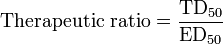 Therapeutic ratio = TD₅₀ / ED₅₀